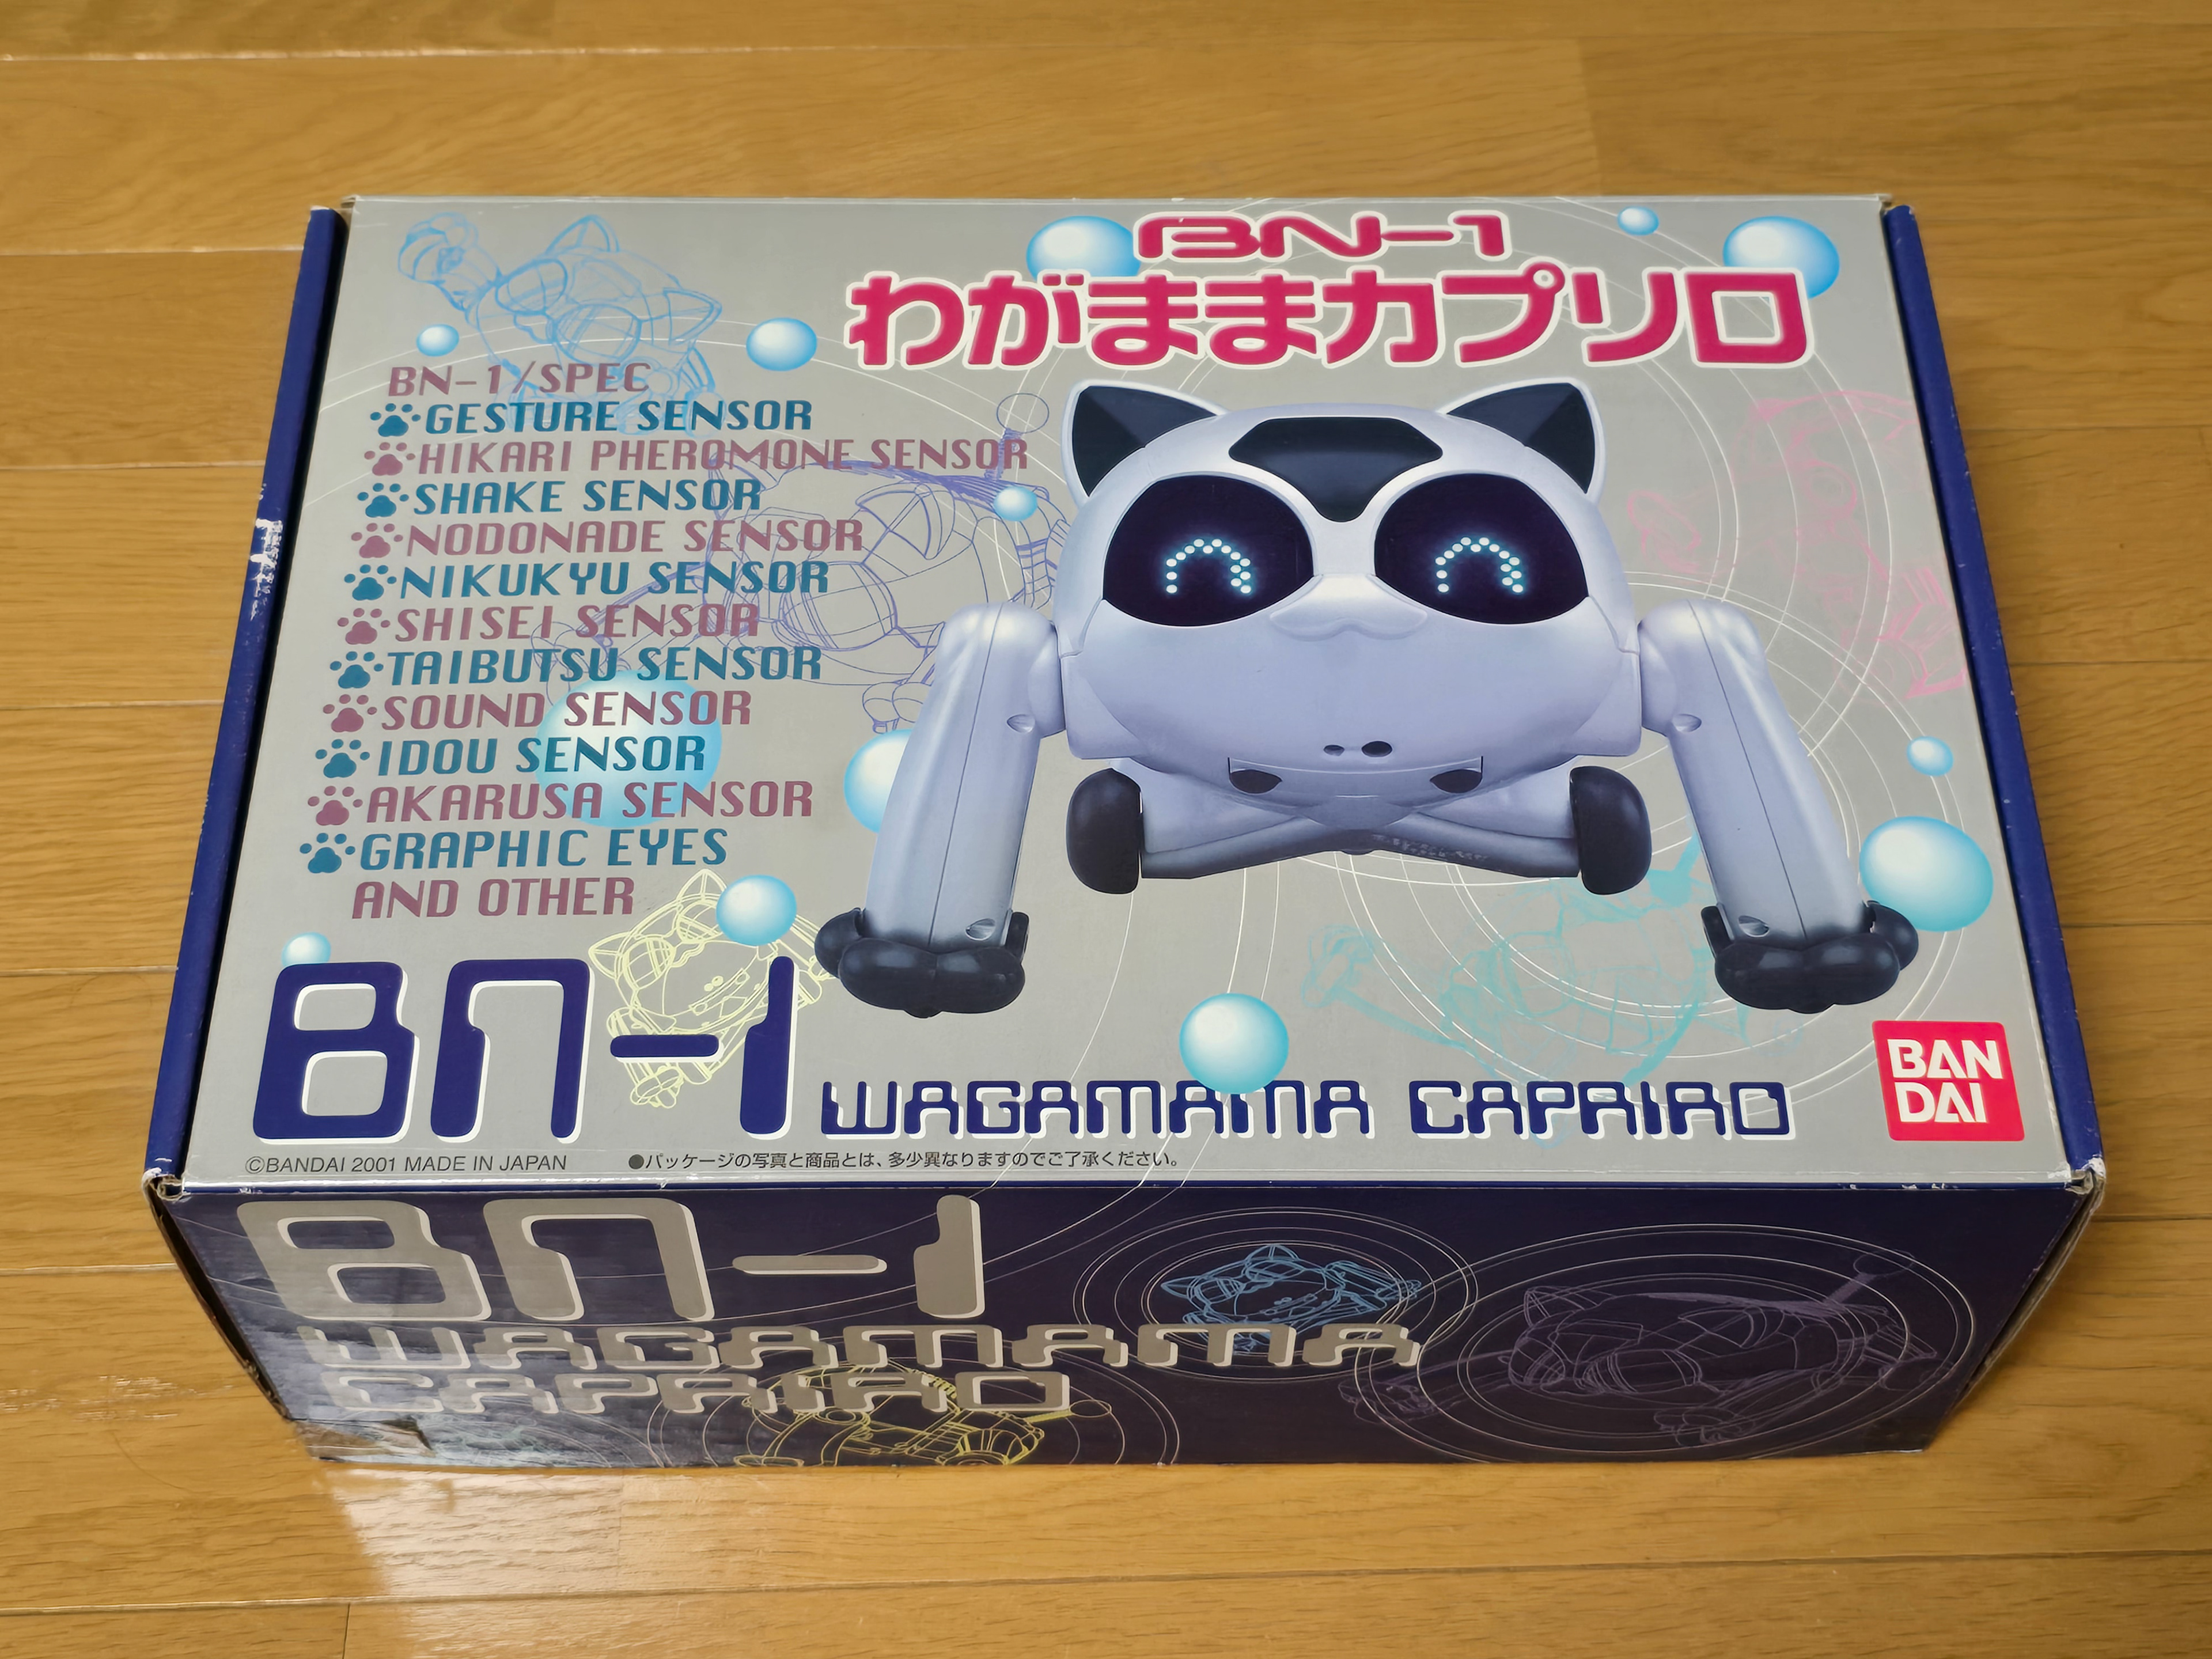 BN-1
わがままカプリロ
BN-1/SPEC
GESTURE SENSOR
HIKARI PHEROMONE SENSOR
SHAKE SENSOR
NODONADE SENSOR
NIKUKYU SENSOR
SHISEI SENSOR
TAIBUTSU SENSOR
SOUND SENSOR
IDOU SENSOR
AKARUSA SENSOR
GRAPHIC EYES
AND OTHER
BN-1 WAGAMAMA CAPRIRO
BAN
DAI
©BANDAI 2001 MADE IN JAPAN
●パッケージの写真と商品とは、多少異なりますのでご了承ください。
BN-1
WAGAMAMA
CAPRIRO